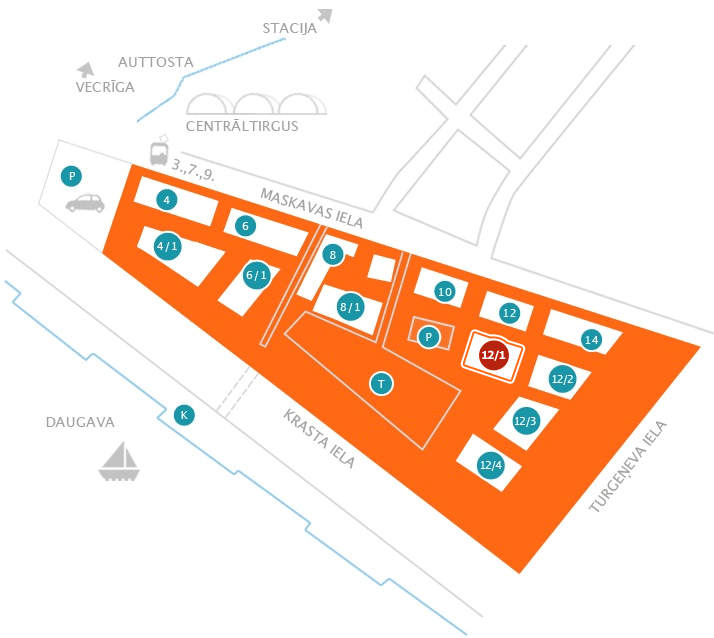 STACIJA
AUTTOSTA
VECRĪGA
CENTRĀLTIRGUS
3.,7.,9.
P
MASKAVAS IELA
4
6
4/1
8
6/1
10
8/1
12
P
14
12/1
T
12/2
K
12/3
DAUGAVA
KRASTA IELA
12/4
TURGEŅEVA IELA